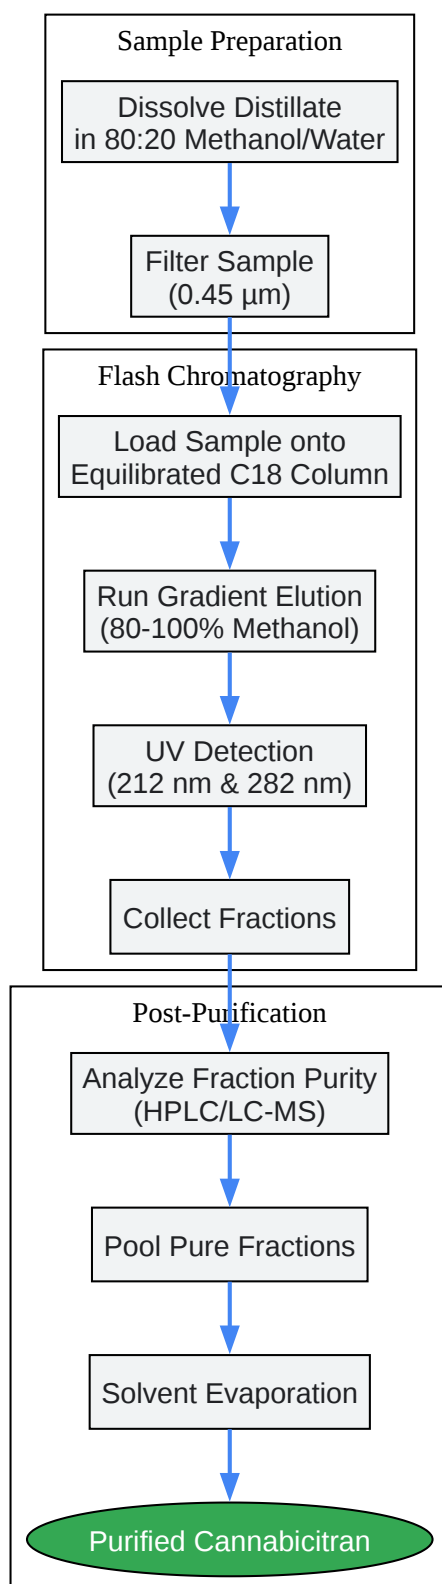 Sample Preparation
Dissolve Distillate
in 80:20 Methanol/Water
Filter Sample
(0.45 µm)
Flash Chromatography
Load Sample onto
Equilibrated C18 Column
Run Gradient Elution
(80-100% Methanol)
UV Detection
(212 nm & 282 nm)
Collect Fractions
Post-Purification
Analyze Fraction Purity
(HPLC/LC-MS)
Pool Pure Fractions
Solvent Evaporation
Purified Cannabicitran